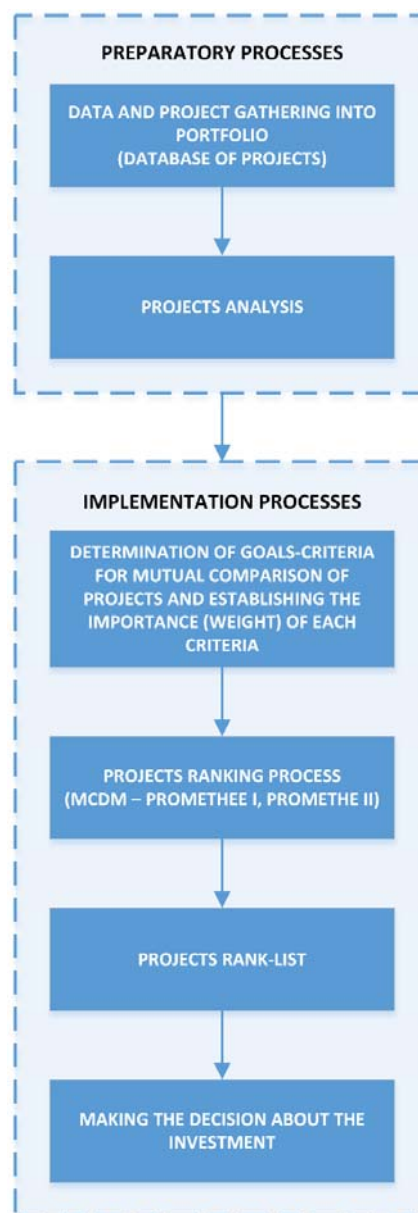 PREPARATORY PROCESSES
DATA AND PROJECT GATHERING INTO
PORTFOLIO
(DATABASE OF PROJECTS)
PROJECTS ANALYSIS
IMPLEMENTATION PROCESSES
DETERMINATION OF GOALS-CRITERIA
FOR MUTUAL COMPARISON OF
PROJECTS AND ESTABLISHING THE
IMPORTANCE (WEIGHT) OF EACH
CRITERIA
PROJECTS RANKING PROCESS
(MCDM – PROMETHEE I, PROMETHE II)
PROJECTS RANK-LIST
MAKING THE DECISION ABOUT THE
INVESTMENT